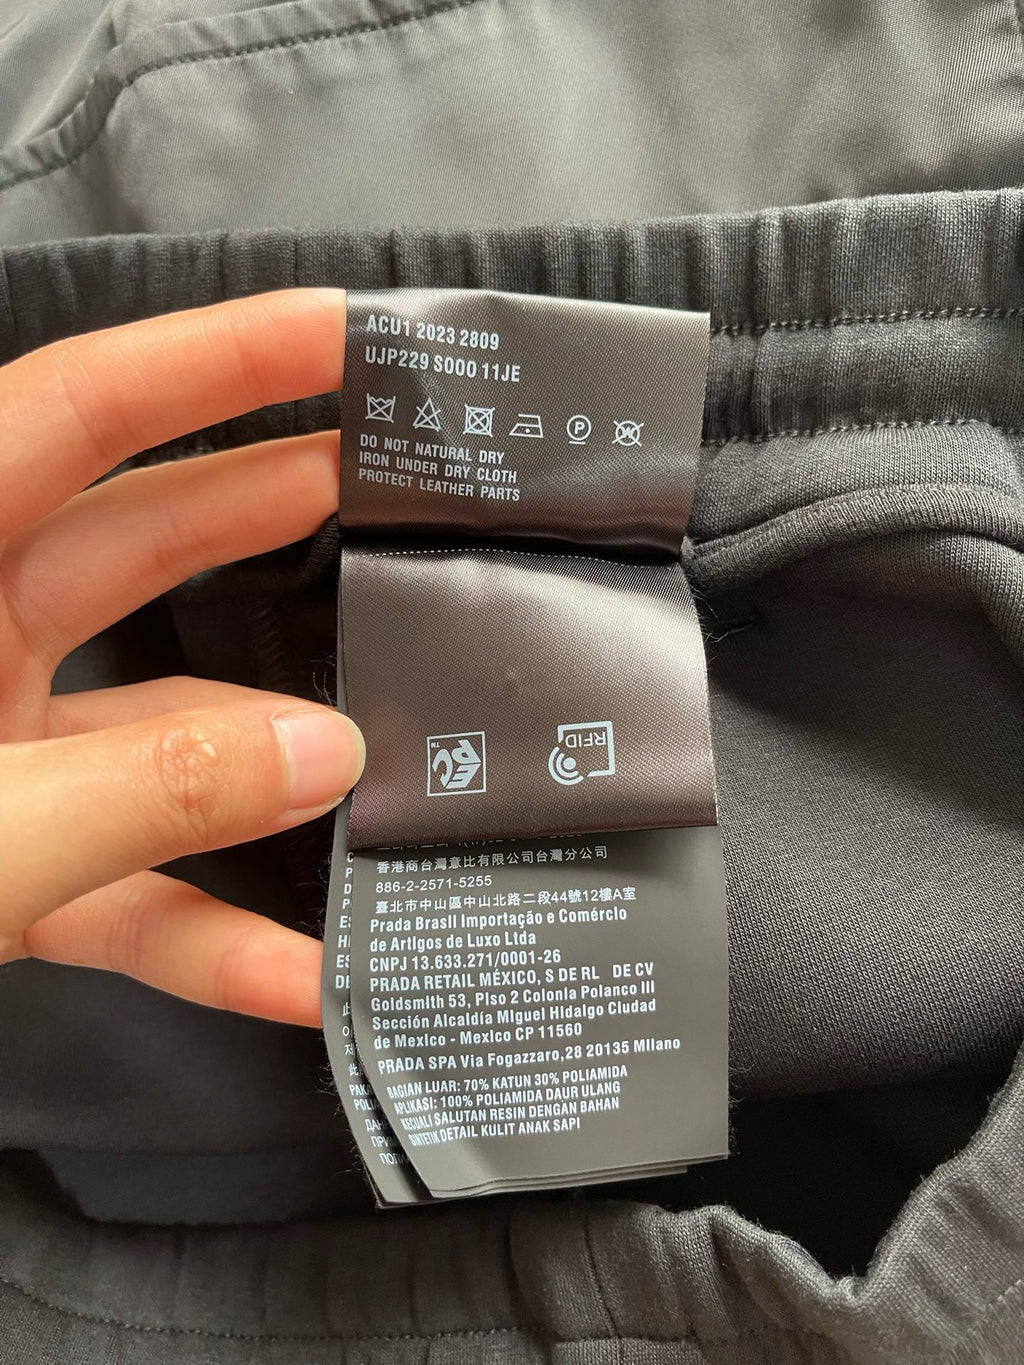 ACU1 2023 2809
UJP229 S000 11JE
P
W
DO NOT NATURAL DRY
IRON UNDER DRY CLOTH
PROTECT LEATHER PARTS
EPC™
RFID
香港商台灣意比有限公司台灣分公司
886-2-2571-5255
臺北市中山區中山北路二段44號12樓A室
Prada Brasil Importação e Comércio
de Artigos de Luxo Ltda
CNPJ 13.633.271/0001-26
PRADA RETAIL MÉXICO, S DE RL DE CV
Goldsmith 53, Piso 2 Colonia Polanco III
Sección Alcaldía Miguel Hidalgo Ciudad
de Mexico - Mexico CP 11560
PRADA SPA Via Fogazzaro,28 20135 Milano
BAGIAN LUAR: 70% KATUN 30% POLIAMIDA
APLIKASI: 100% POLIAMIDA DAUR ULANG
KECUALI SALUTAN RESIN DENGAN BAHAN
SINTETIK DETAIL KULIT ANAK SAPI